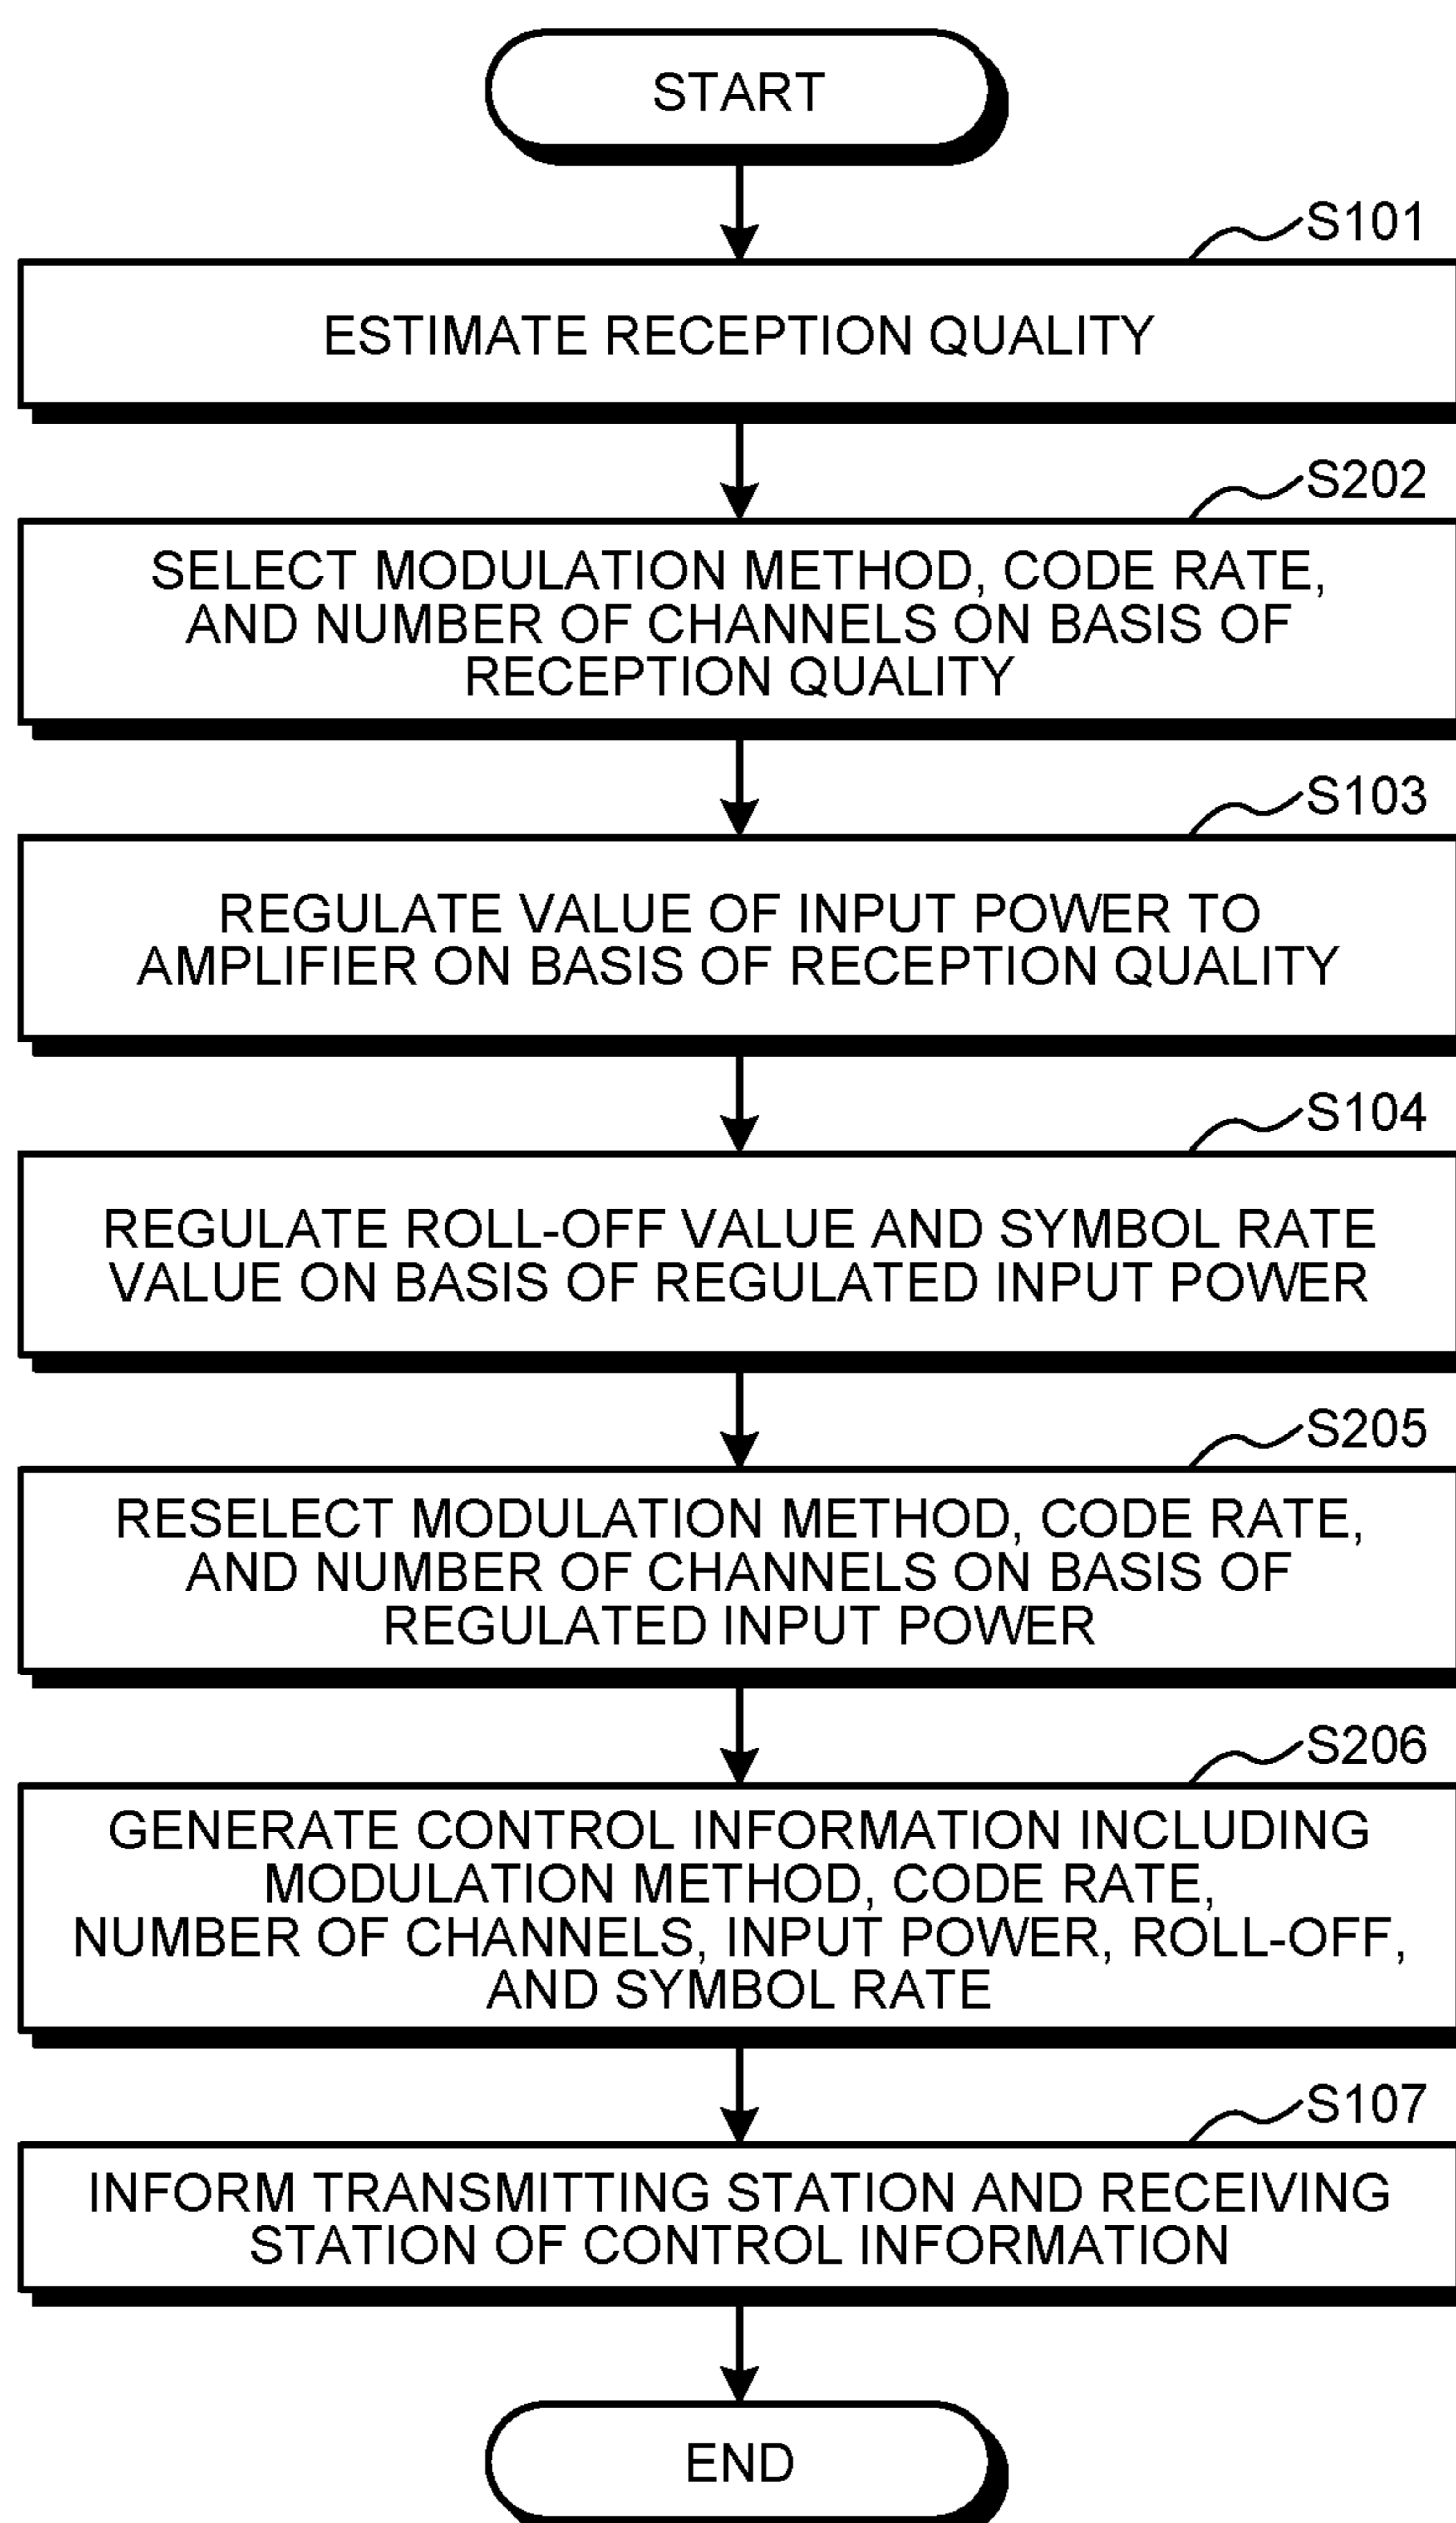 START
S101
ESTIMATE RECEPTION QUALITY
S202
SELECT MODULATION METHOD, CODE RATE,
AND NUMBER OF CHANNELS ON BASIS OF
RECEPTION QUALITY
S103
REGULATE VALUE OF INPUT POWER TO
AMPLIFIER ON BASIS OF RECEPTION QUALITY
S104
REGULATE ROLL-OFF VALUE AND SYMBOL RATE
VALUE ON BASIS OF REGULATED INPUT POWER
S205
RESELECT MODULATION METHOD, CODE RATE,
AND NUMBER OF CHANNELS ON BASIS OF
REGULATED INPUT POWER
S206
GENERATE CONTROL INFORMATION INCLUDING
MODULATION METHOD, CODE RATE,
NUMBER OF CHANNELS, INPUT POWER, ROLL-OFF,
AND SYMBOL RATE
S107
INFORM TRANSMITTING STATION AND RECEIVING
STATION OF CONTROL INFORMATION
END